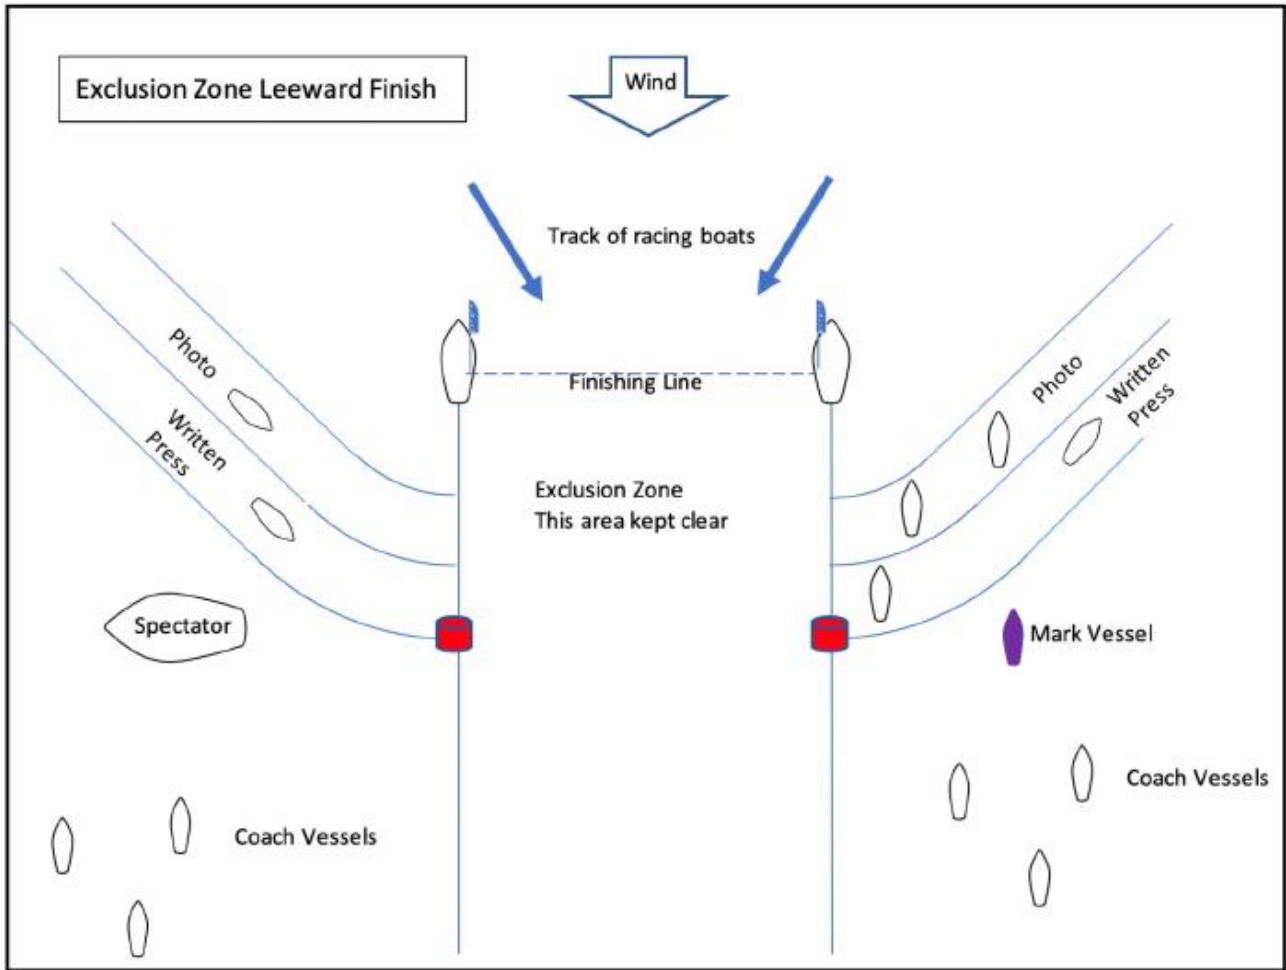 Exclusion Zone Leeward Finish
Wind
Track of racing boats
Finishing Line
Photo
Written
Press
Photo
Written
Press
Exclusion Zone
This area kept clear
Spectator
Mark Vessel
Coach Vessels
Coach Vessels